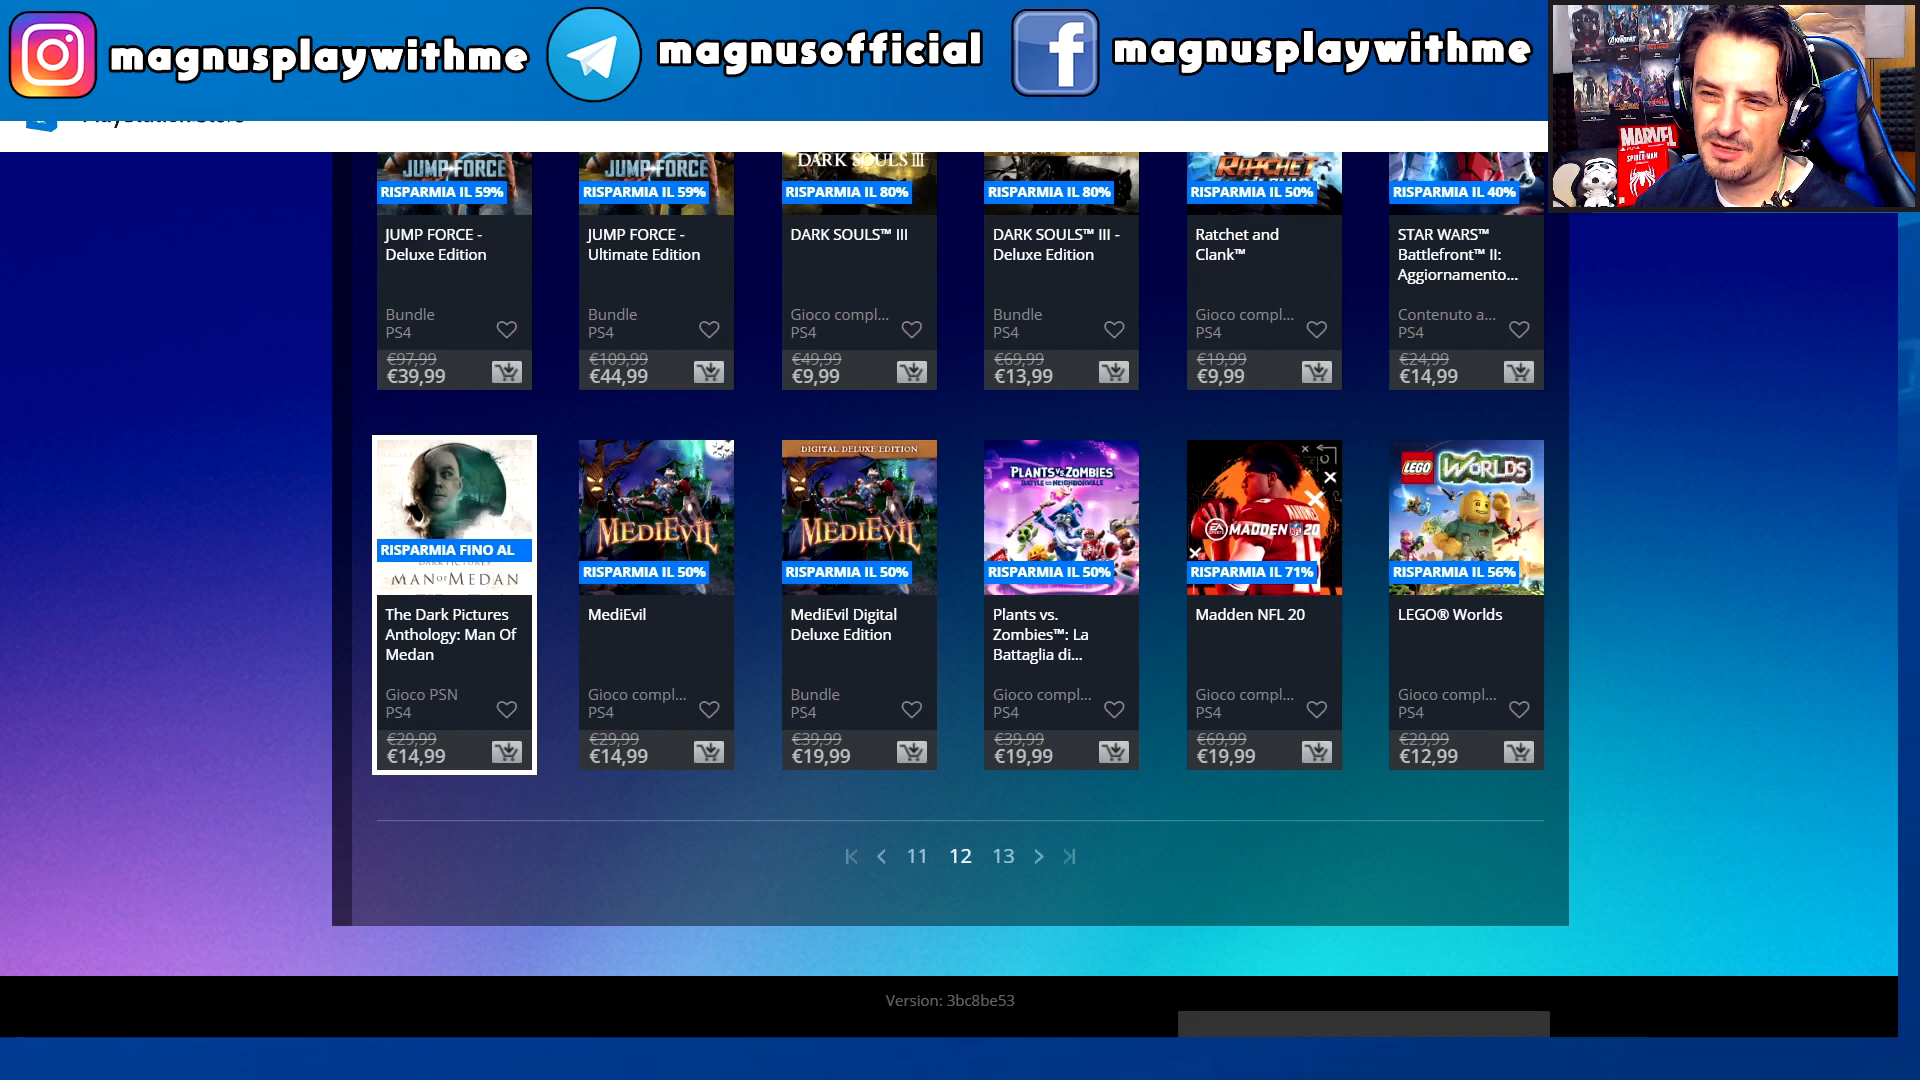 magnusplaywithme
magnusofficial
magnusplaywithme
MARVEL
SPIDER-MAN
PlayStation Store
JUMP FORCE
RISPARMIA IL 59%
JUMP FORCE -
Deluxe Edition
Bundle
PS4
€97,99
€39,99
JUMP FORCE
RISPARMIA IL 59%
JUMP FORCE -
Ultimate Edition
Bundle
PS4
€109,99
€44,99
DARK SOULS III
RISPARMIA IL 80%
DARK SOULS™ III
Gioco compl...
PS4
€49,99
€9,99
RISPARMIA IL 80%
DARK SOULS™ III -
Deluxe Edition
Bundle
PS4
€69,99
€13,99
RATCHET
RISPARMIA IL 50%
Ratchet and
Clank™
Gioco compl...
PS4
€19,99
€9,99
RISPARMIA IL 40%
STAR WARS™
Battlefront™ II:
Aggiornamento...
Contenuto a...
PS4
€24,99
€14,99
RISPARMIA FINO AL
MAN OF MEDAN
The Dark Pictures
Anthology: Man Of
Medan
Gioco PSN
PS4
€29,99
€14,99
MEDIEVIL
RISPARMIA IL 50%
MediEvil
Gioco compl...
PS4
€29,99
€14,99
DIGITAL DELUXE EDITION
MEDIEVIL
RISPARMIA IL 50%
MediEvil Digital
Deluxe Edition
Bundle
PS4
€39,99
€19,99
PLANTS VS. ZOMBIES
BATTLE FOR NEIGHBORVILLE
RISPARMIA IL 50%
Plants vs.
Zombies™: La
Battaglia di...
Gioco compl...
PS4
€39,99
€19,99
EA MADDEN NFL 20
RISPARMIA IL 71%
Madden NFL 20
Gioco compl...
PS4
€69,99
€19,99
LEGO WORLDS
RISPARMIA IL 56%
LEGO® Worlds
Gioco compl...
PS4
€29,99
€12,99
11 12 13
Version: 3bc8be53